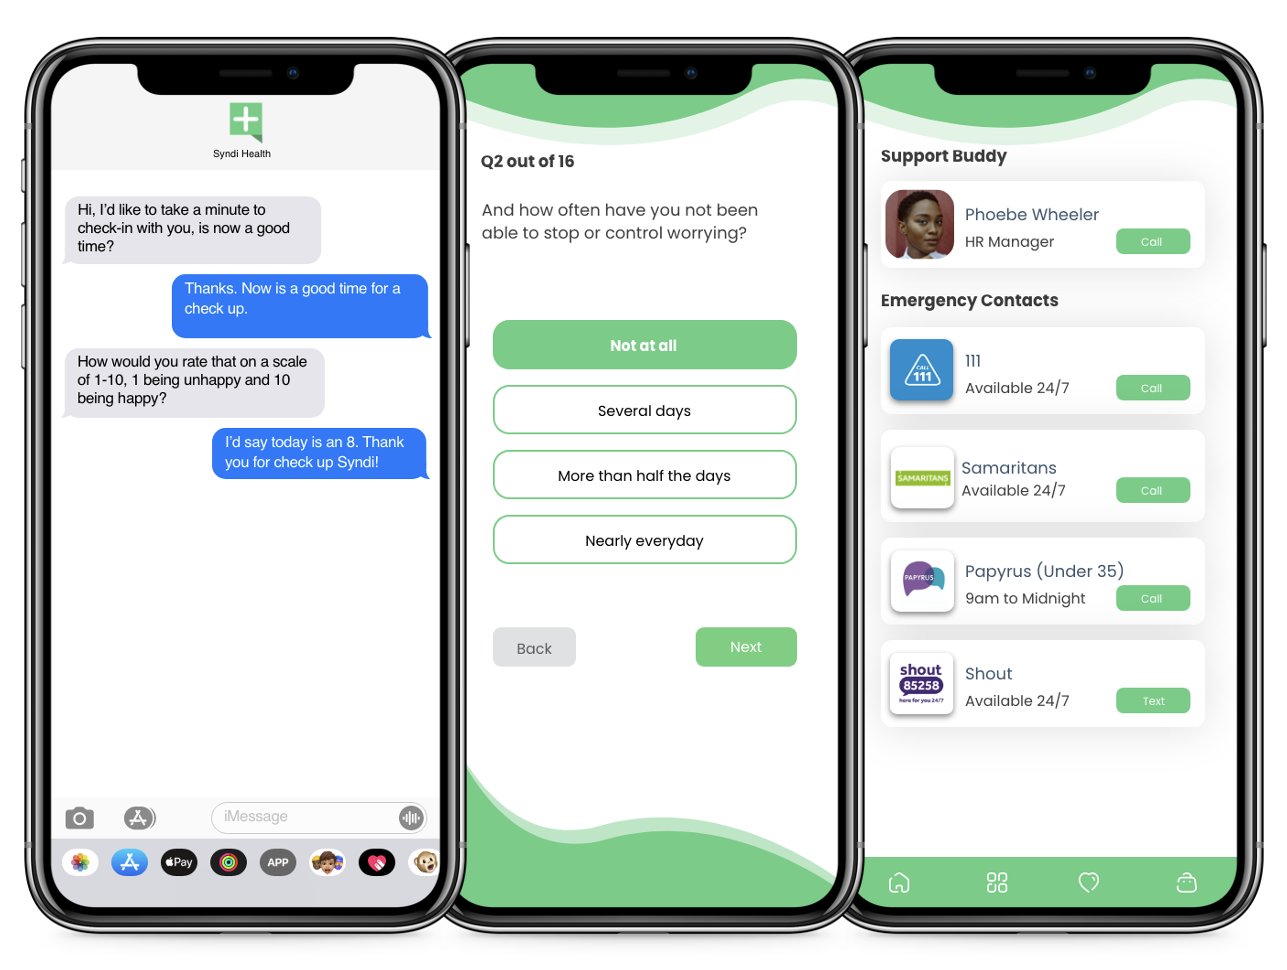 Syndi Health
Hi, I’d like to take a minute to
check-in with you, is now a good
time?
Thanks. Now is a good time for a
check up.
How would you rate that on a scale
of 1-10, 1 being unhappy and 10
being happy?
I’d say today is an 8. Thank
you for check up Syndi!
iMessage
Pay
APP
Q2 out of 16
And how often have you not been
able to stop or control worrying?
Not at all
Several days
More than half the days
Nearly everyday
Back
Next
Support Buddy
Phoebe Wheeler
HR Manager
Call
Emergency Contacts
CALL
111
111
Available 24/7
Call
SAMARITANS
Samaritans
Available 24/7
Call
PAPYRUS
Papyrus (Under 35)
9am to Midnight
Call
shout
85258
here for you 24/7
Shout
Available 24/7
Text